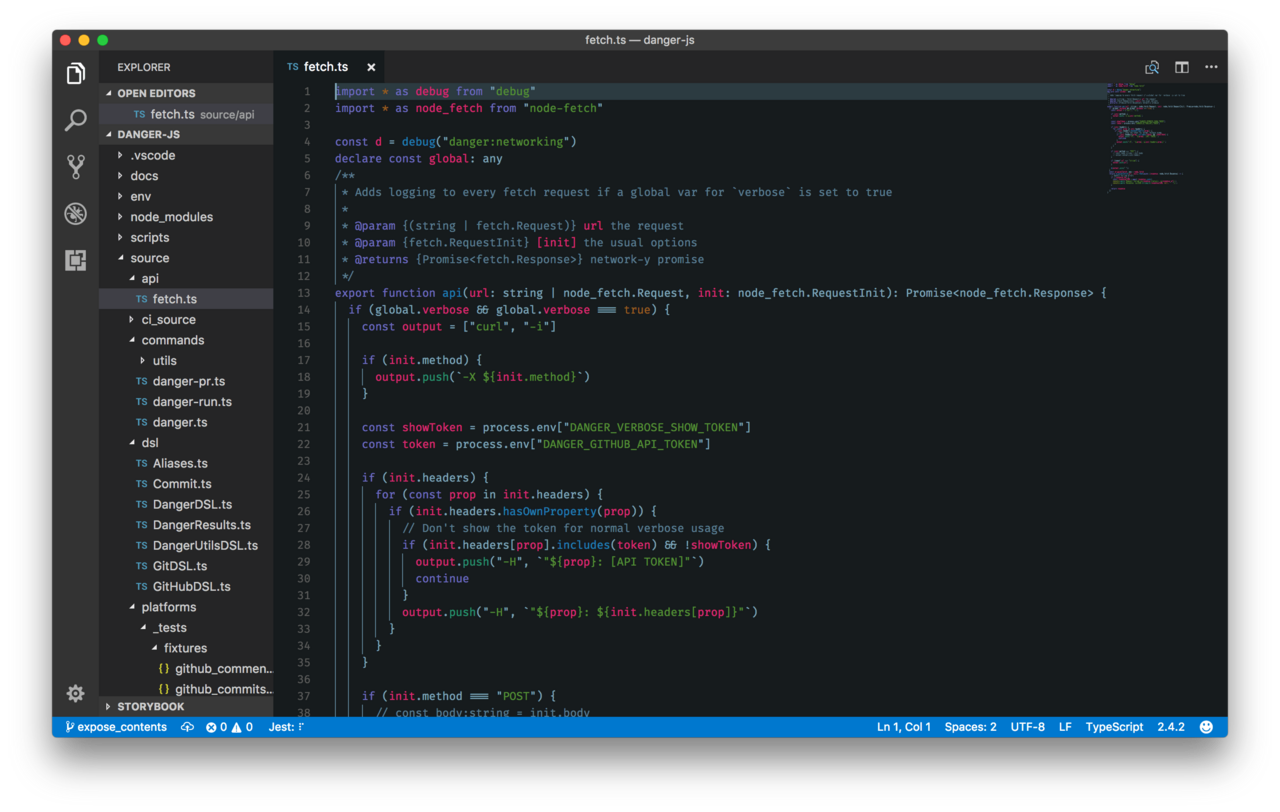 fetch.ts — danger-js
EXPLORER
OPEN EDITORS
TS fetch.ts source/api
DANGER-JS
.vscode
docs
env
node_modules
scripts
source
api
TS fetch.ts
ci_source
commands
utils
TS danger-pr.ts
TS danger-run.ts
TS danger.ts
dsl
TS Aliases.ts
TS Commit.ts
TS DangerDSL.ts
TS DangerResults.ts
TS DangerUtilsDSL.ts
TS GitDSL.ts
TS GitHubDSL.ts
platforms
_tests
fixtures
{} github_commen...
{} github_commits...
STORYBOOK
TS fetch.ts ×
1 import * as debug from "debug"
2 import * as node_fetch from "node-fetch"
3
4 const d = debug("danger:networking")
5 declare const global: any
6 /**
7 * Adds logging to every fetch request if a global var for `verbose` is set to true
8 *
9 * @param {(string | fetch.Request)} url the request
10 * @param {fetch.RequestInit} [init] the usual options
11 * @returns {Promise<fetch.Response>} network-y promise
12 */
13 export function api(url: string | node_fetch.Request, init: node_fetch.RequestInit): Promise<node_fetch.Response> {
14 if (global.verbose && global.verbose === true) {
15 const output = ["curl", "-i"]
16
17 if (init.method) {
18 output.push(`-X ${init.method}`)
19 }
20
21 const showToken = process.env["DANGER_VERBOSE_SHOW_TOKEN"]
22 const token = process.env["DANGER_GITHUB_API_TOKEN"]
23
24 if (init.headers) {
25 for (const prop in init.headers) {
26 if (init.headers.hasOwnProperty(prop)) {
27 // Don't show the token for normal verbose usage
28 if (init.headers[prop].includes(token) && !showToken) {
29 output.push("-H", `"${prop}: [API TOKEN]"`)
30 continue
31 }
32 output.push("-H", `"${prop}: ${init.headers[prop]}"`)
33 }
34 }
35 }
36
37 if (init.method === "POST") {
38 // const body:string = init.body
expose_contents 0 0 Jest: Ln 1, Col 1 Spaces: 2 UTF-8 LF TypeScript 2.4.2